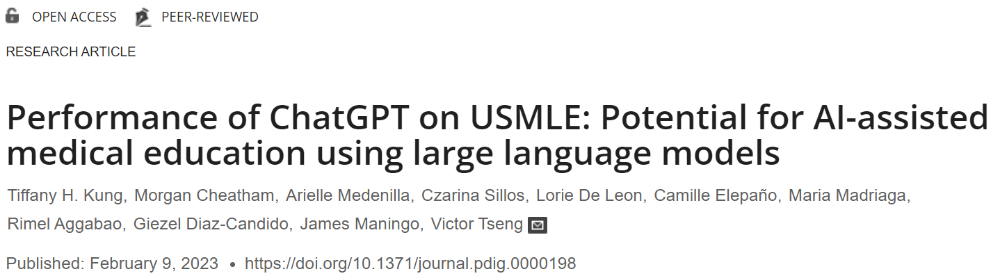 OPEN ACCESS PEER-REVIEWED
RESEARCH ARTICLE
Performance of ChatGPT on USMLE: Potential for AI-assisted
medical education using large language models
Tiffany H. Kung, Morgan Cheatham, Arielle Medenilla, Czarina Sillos, Lorie De Leon, Camille Elepaño, Maria Madriaga,
Rimel Aggabao, Giezel Diaz-Candido, James Maningo, Victor Tseng
Published: February 9, 2023 • https://doi.org/10.1371/journal.pdig.0000198